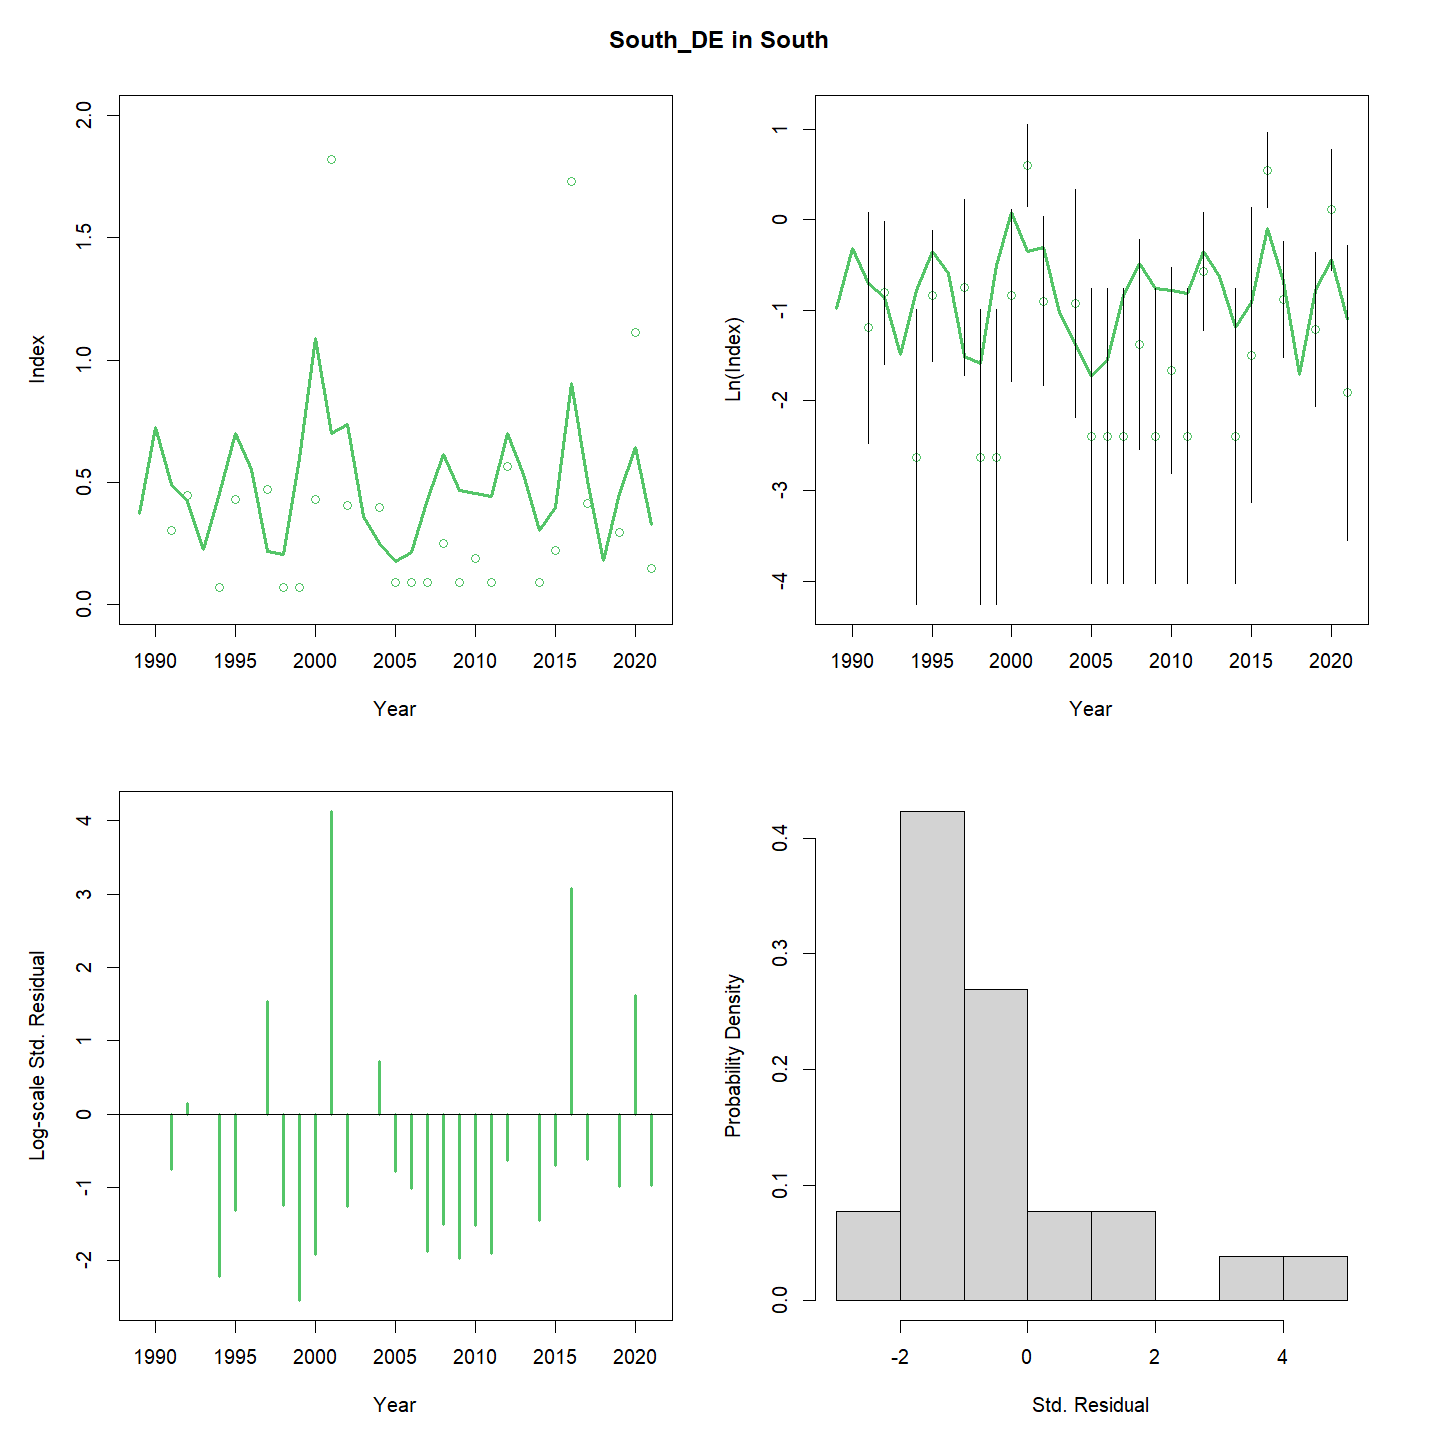 South_DE in South
Index
2.0
1.5
1.0
0.5
0.0
1990 1995 2000 2005 2010 2015 2020
Year
Ln(Index)
1
0
-1
-2
-3
-4
1990 1995 2000 2005 2010 2015 2020
Year
Log-scale Std. Residual
4
3
2
1
0
-1
-2
1990 1995 2000 2005 2010 2015 2020
Year
Probability Density
0.4
0.3
0.2
0.1
0.0
-2 0 2 4
Std. Residual